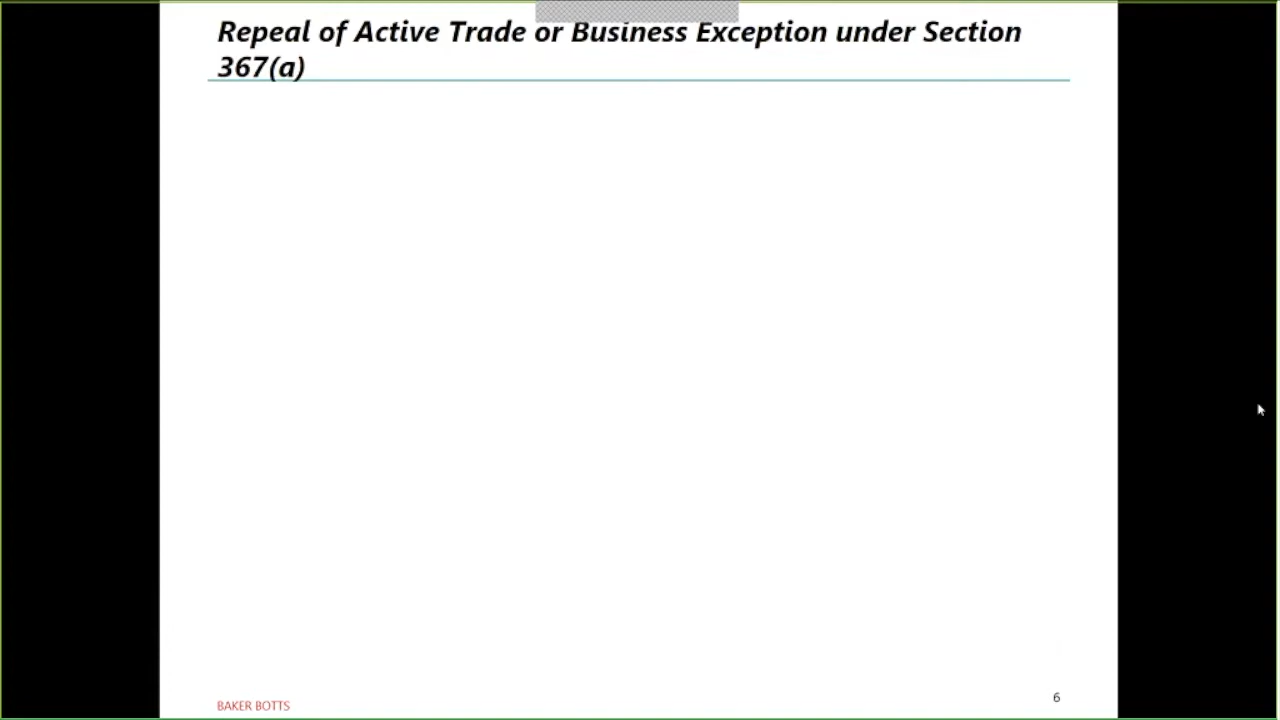 Repeal of Active Trade or Business Exception under Section
367(a)
BAKER BOTTS
6